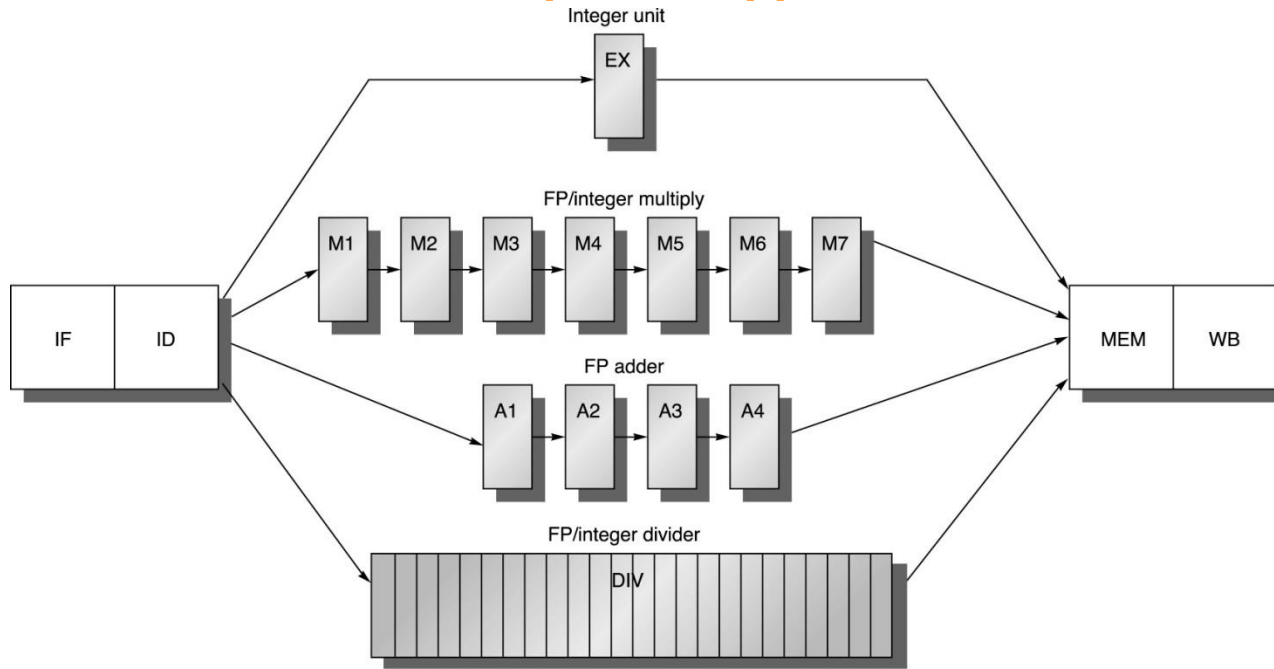 Integer unit
EX
FP/integer multiply
M1 M2 M3 M4 M5 M6 M7
IF ID
MEM WB
FP adder
A1 A2 A3 A4
FP/integer divider
DIV